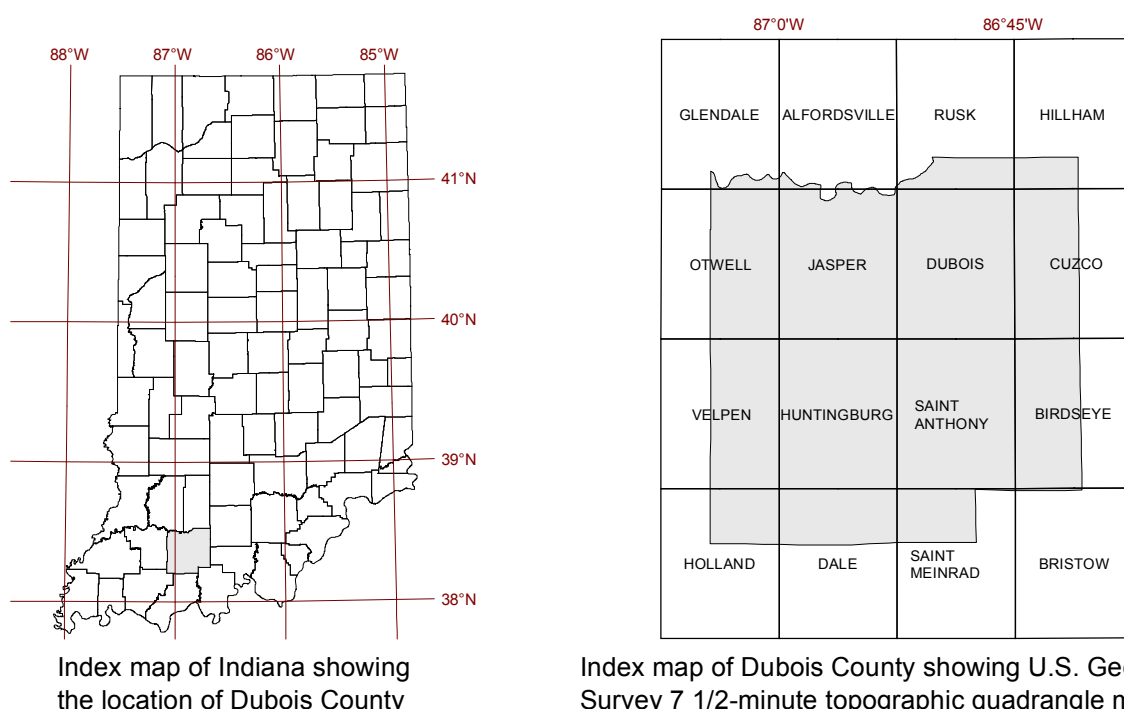 88°W 87°W 86°W 85°W
41°N
40°N
39°N
38°N
Index map of Indiana showing
the location of Dubois County
87°0'W 86°45'W
GLENDALE ALFORDSVILLE RUSK HILLHAM
OTWELL JASPER DUBOIS CUZCO
VELPEN HUNTINGBURG SAINT
ANTHONY BIRDSEYE
HOLLAND DALE SAINT
MEINRAD BRISTOW
Index map of Dubois County showing U.S. Geo
Survey 7 1/2-minute topographic quadrangle m